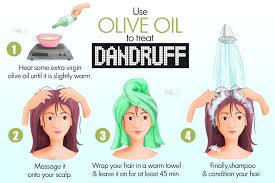 Use
OLIVE OIL
to treat
DANDRUFF
1
Heat some extra virgin
olive oil until it is slightly warm.
2
Massage it
onto your scalp.
3
Wrap your hair in a warm towel
& leave it on for at least 45 min.
4
Finally,shampoo
& condition your hair.